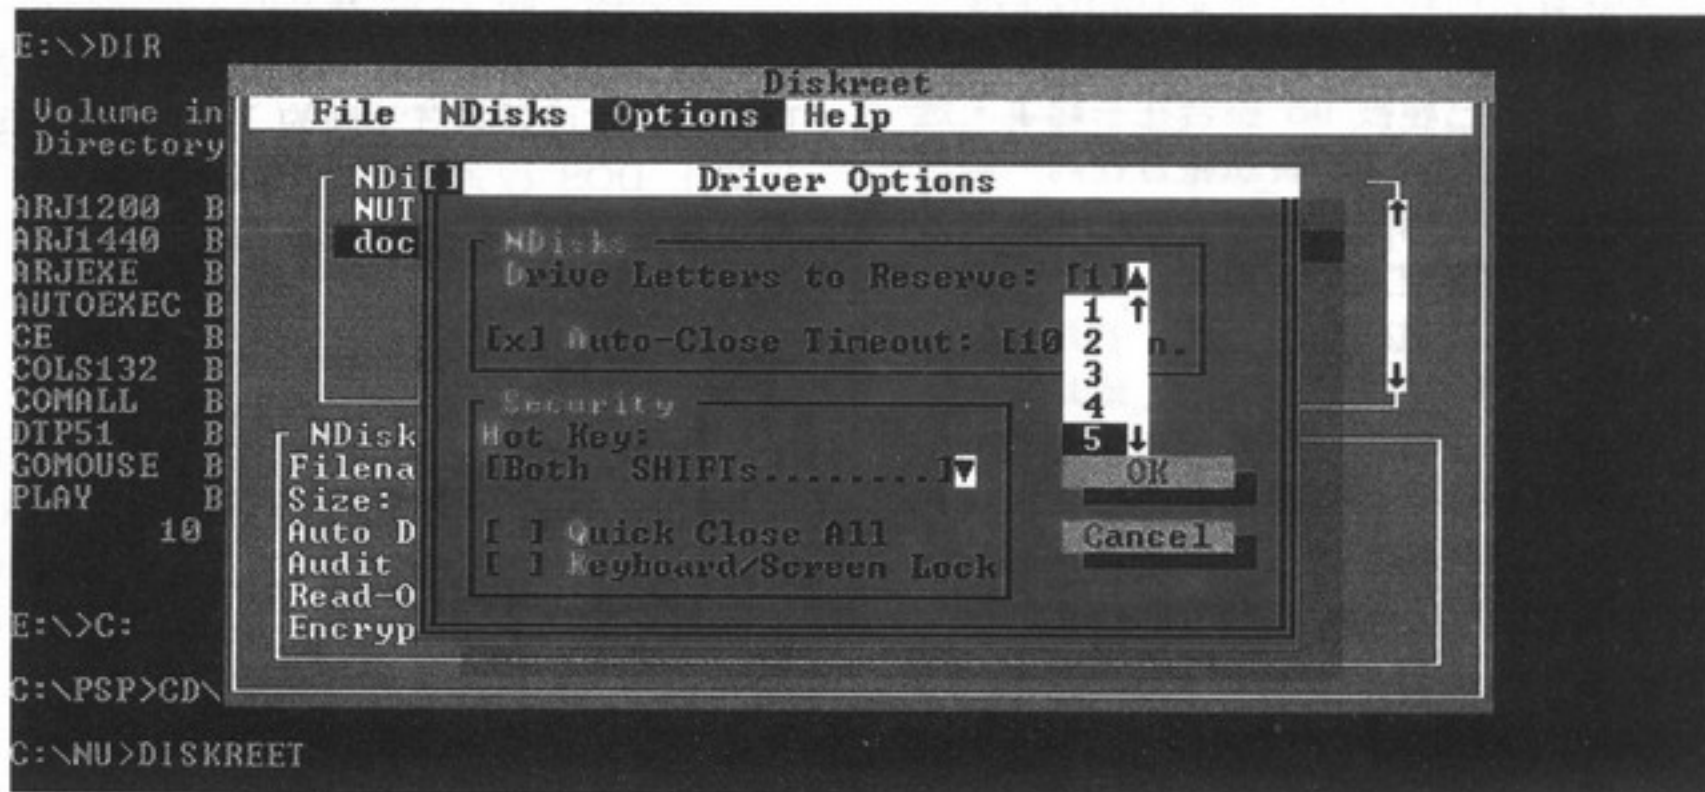 E:\>DIR
Diskreet
Volume in
File NDisks Options Help
Directory
NDi[ ] Driver Options
ARJ1200 B
NUT
ARJ1440 B
doc
NDisks
ARJEXE B
Drive Letters to Reserve: [1]▲
AUTOEXEC B
1 ↑
CE B
[x] Auto-Close Timeout: [10
2
n.
COLS132 B
3
COMALL B
Security
4
DTP51 B
NDisk
Hot Key:
5 ↓
GOMOUSE B
Filena
[Both SHIFTs........]▼
OK
PLAY B
Size:
10
Auto D
[ ] Quick Close All
Cancel
Audit
[ ] Keyboard/Screen Lock
Read-O
E:\>C:
Encryp
C:\PSP>CD\
C:\NU>DISKREET